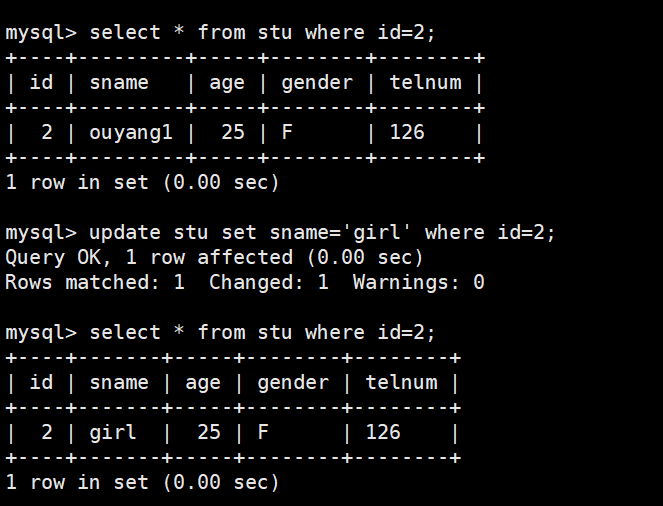 mysql> select * from stu where id=2;
+----+---------+-----+--------+--------+
| id | sname   | age | gender | telnum |
+----+---------+-----+--------+--------+
|  2 | ouyang1 |  25 | F      | 126    |
+----+---------+-----+--------+--------+
1 row in set (0.00 sec)
mysql> update stu set sname='girl' where id=2;
Query OK, 1 row affected (0.00 sec)
Rows matched: 1  Changed: 1  Warnings: 0
mysql> select * from stu where id=2;
+----+-------+-----+--------+--------+
| id | sname | age | gender | telnum |
+----+-------+-----+--------+--------+
|  2 | girl  |  25 | F      | 126    |
+----+-------+-----+--------+--------+
1 row in set (0.00 sec)